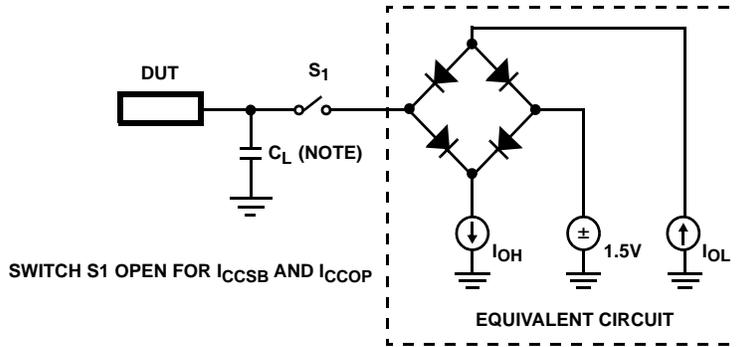 DUT
S1
CL (NOTE)
IOH
±
1.5V
IOL
SWITCH S1 OPEN FOR ICCSB AND ICCOP
EQUIVALENT CIRCUIT